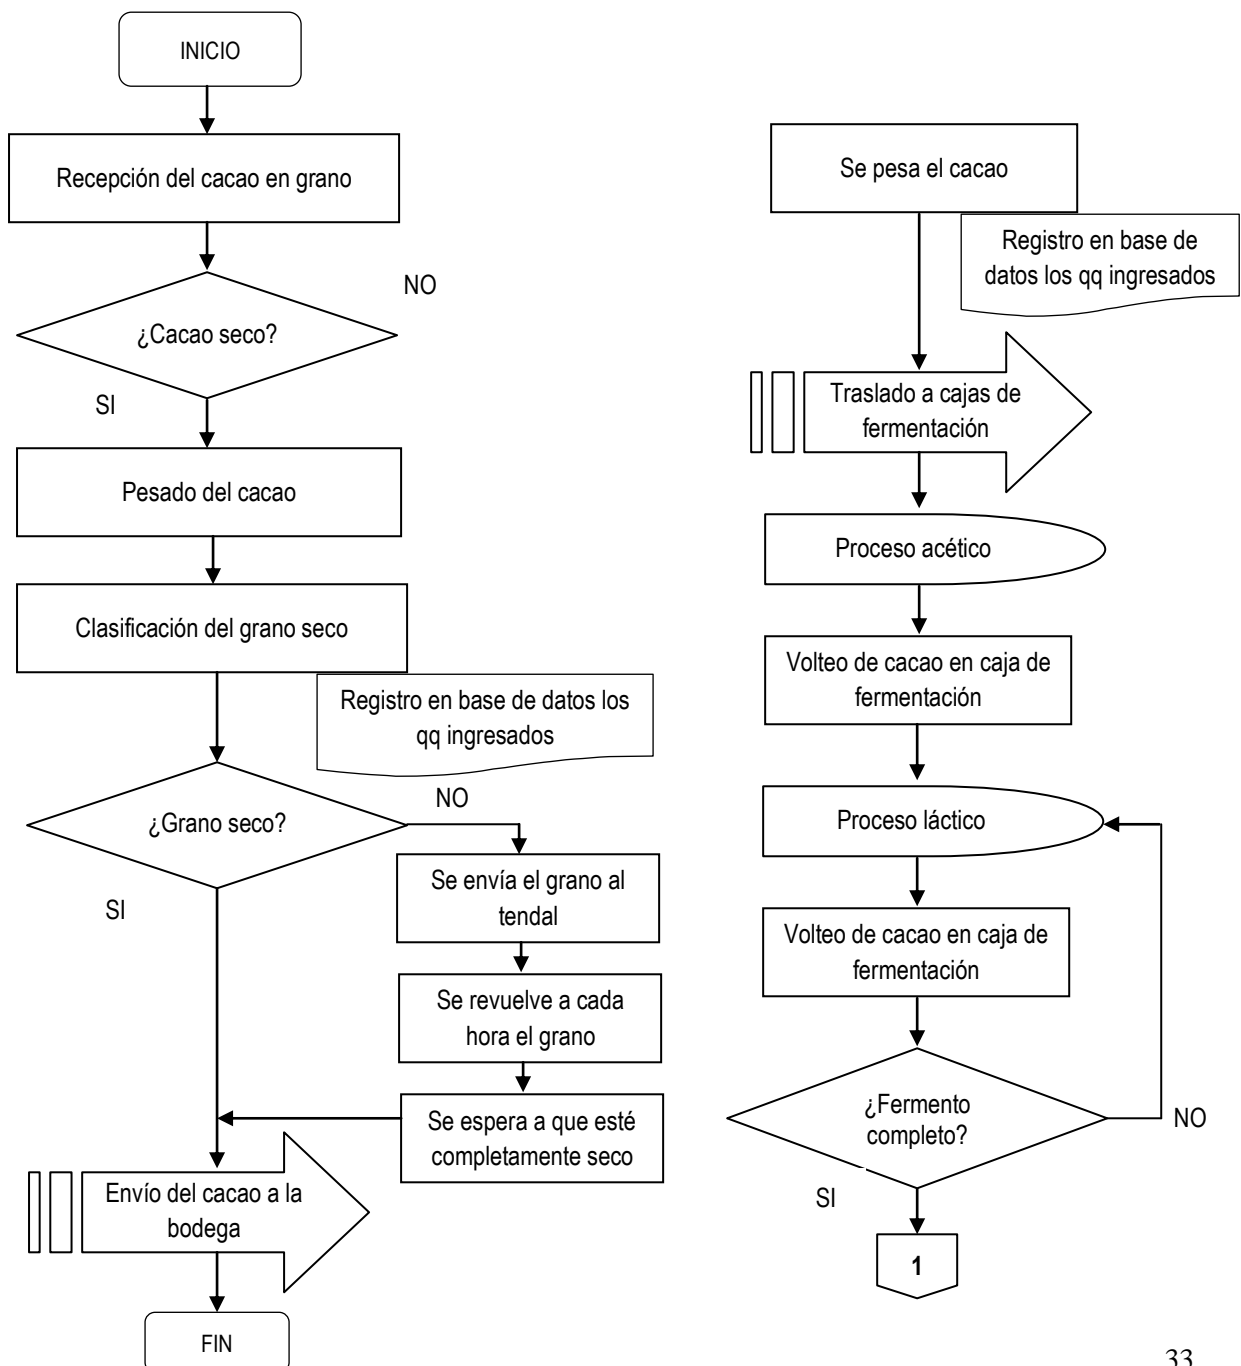 INICIO
Recepción del cacao en grano
NO
¿Cacao seco?
SI
Pesado del cacao
Clasificación del grano seco
Registro en base de datos los
qq ingresados
NO
¿Grano seco?
Se envía el grano al
tendal
SI
Se revuelve a cada
hora el grano
Se espera a que esté
completamente seco
Envío del cacao a la
bodega
FIN
Se pesa el cacao
Registro en base de
datos los qq ingresados
Traslado a cajas de
fermentación
Proceso acético
Volteo de cacao en caja de
fermentación
Proceso láctico
Volteo de cacao en caja de
fermentación
¿Fermento
completo?
NO
SI
1
33